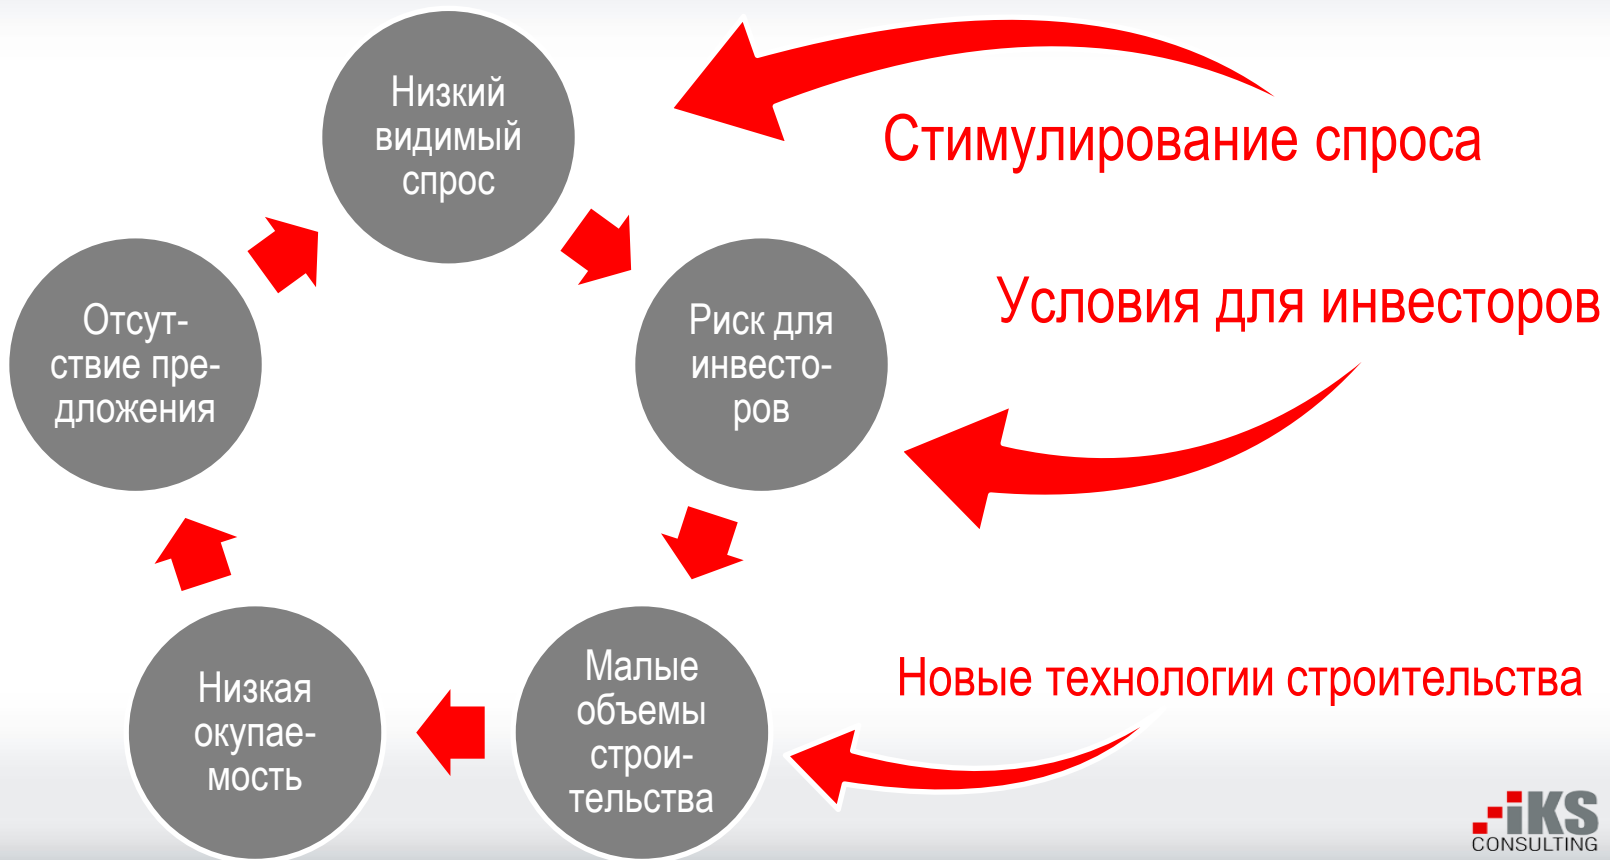 Низкий
видимый
спрос
Стимулирование спроса
Риск для
инвесто-
ров
Условия для инвесторов
Малые
объемы
строи-
тельства
Новые технологии строительства
Низкая
окупае-
мость
Отсут-
ствие пре-
дложения
iKS
CONSULTING